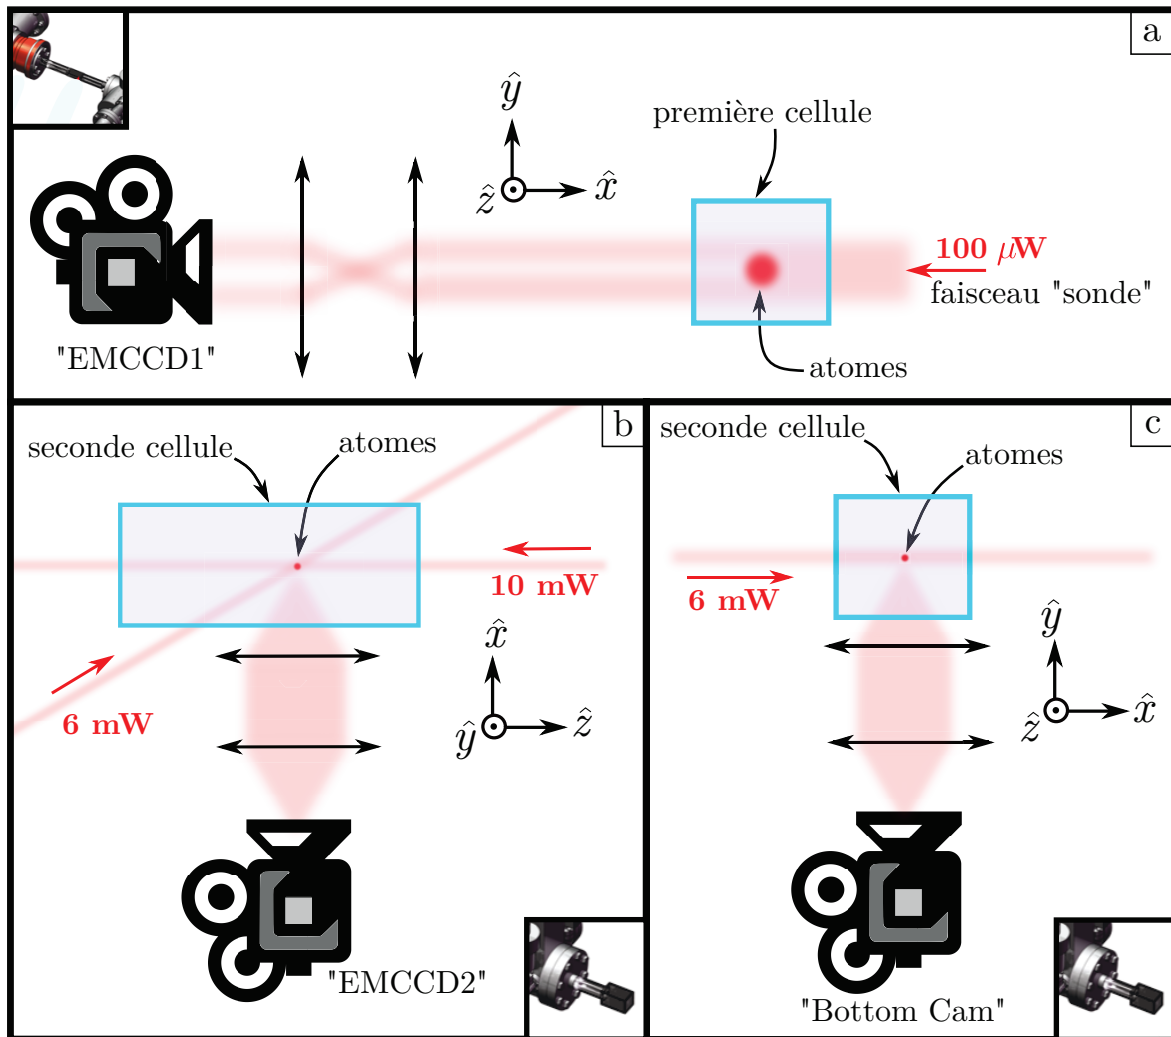 a
ŷ
première cellule
ẑ
x̂
100 μW
faisceau "sonde"
"EMCCD1"
atomes
b
seconde cellule
atomes
10 mW
6 mW
x̂
ŷ
ẑ
"EMCCD2"
c
seconde cellule
atomes
6 mW
ŷ
ẑ
x̂
"Bottom Cam"